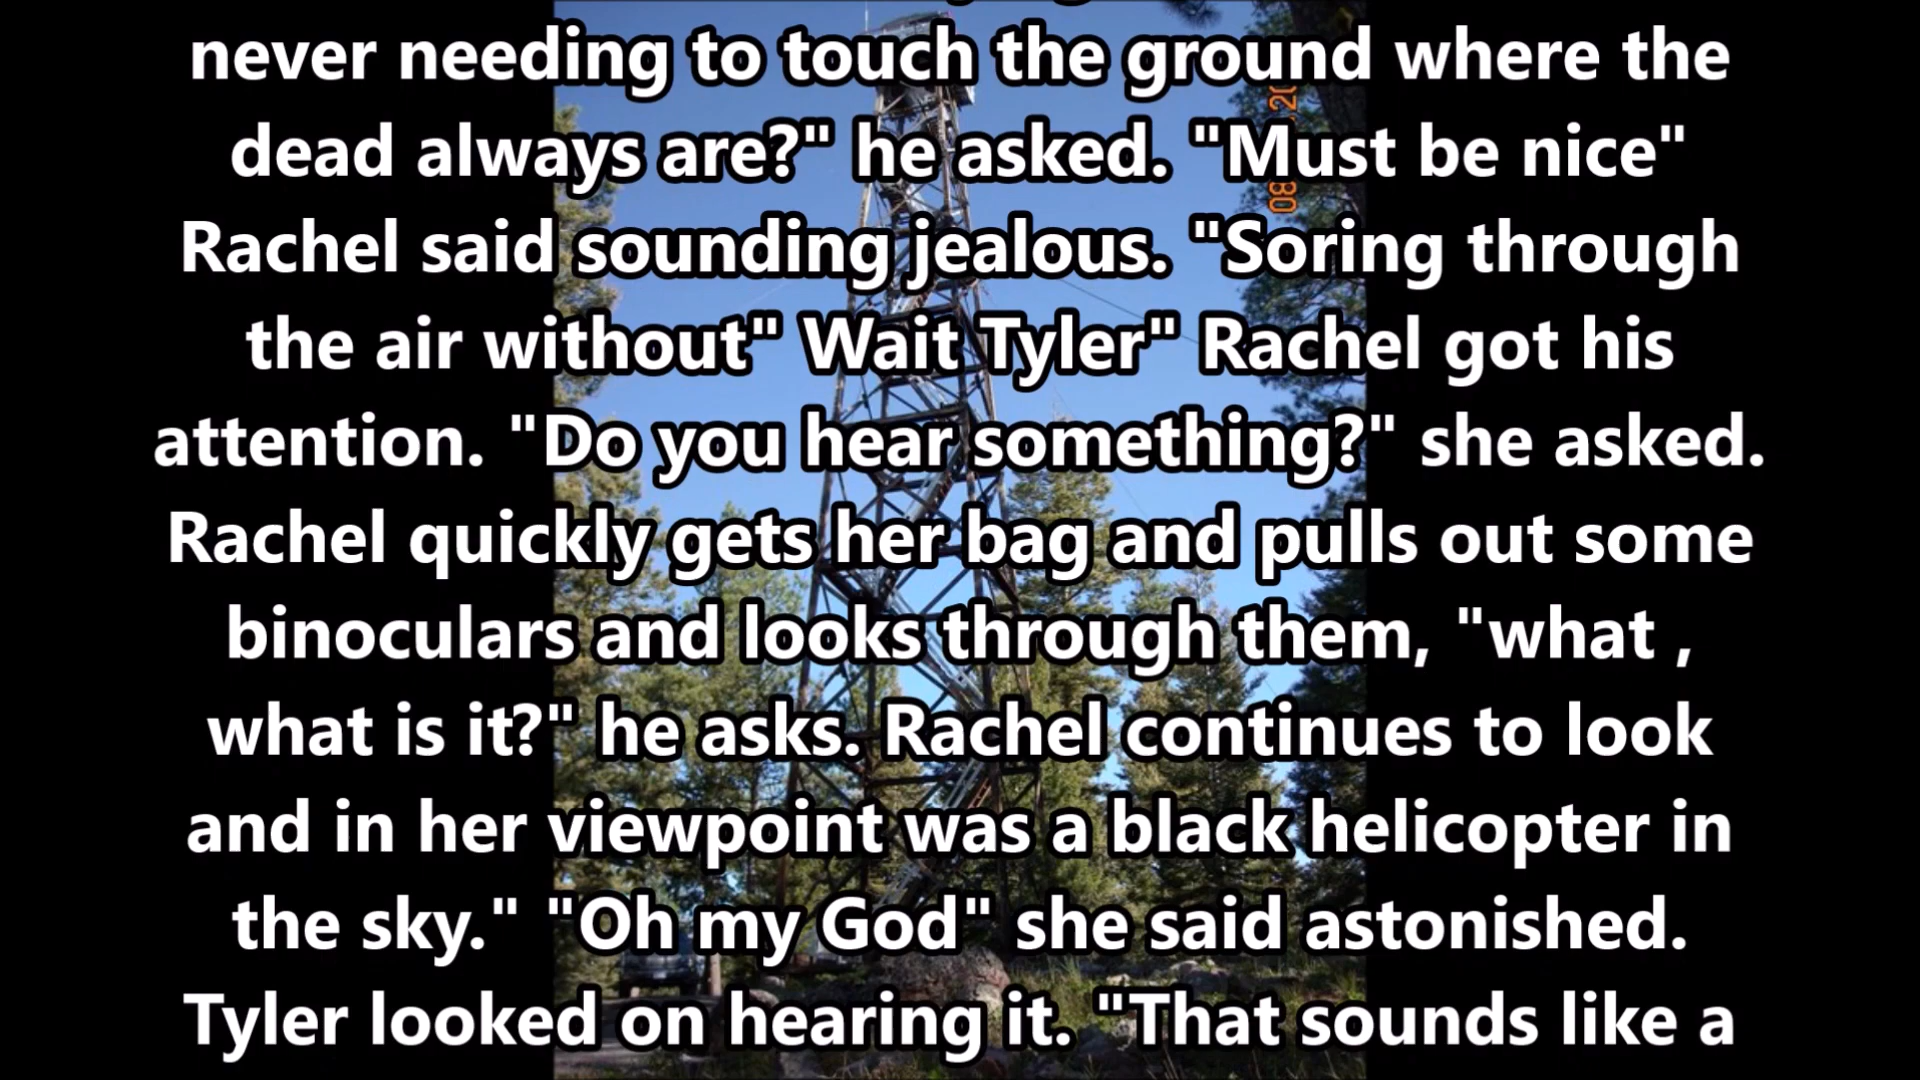 never needing to touch the ground where the
dead always are?" he asked. "Must be nice"
Rachel said sounding jealous. "Soring through
the air without" Wait Tyler" Rachel got his
attention. "Do you hear something?" she asked.
Rachel quickly gets her bag and pulls out some
binoculars and looks through them, "what ,
what is it?" he asks. Rachel continues to look
and in her viewpoint was a black helicopter in
the sky." "Oh my God" she said astonished.
Tyler looked on hearing it. "That sounds like a